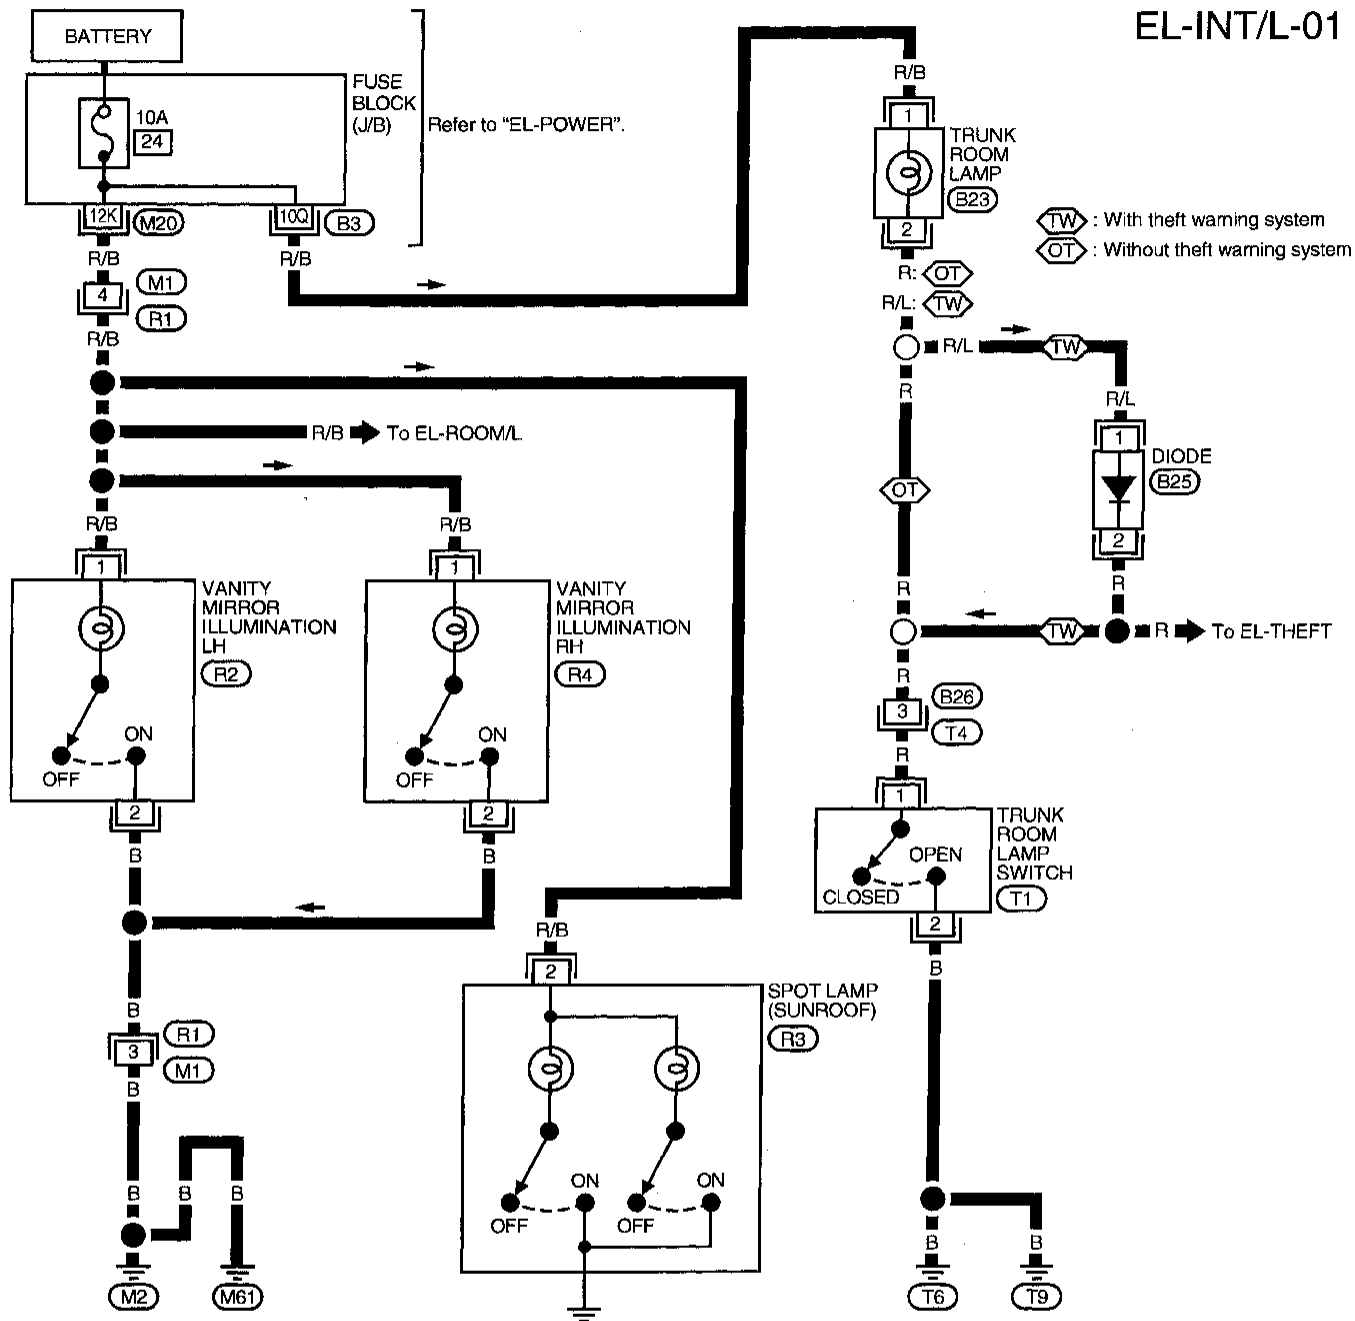 EL-INT/L-01
BATTERY
FUSE
BLOCK
(J/B)
10A
24
Refer to "EL-POWER".
12K
M20
10Q
B3
R/B
R/B
4
M1
R1
R/B
R/B
To EL-ROOM/L
R/B
R/B
1
VANITY
MIRROR
ILLUMINATION
LH
R2
ON
OFF
2
B
1
VANITY
MIRROR
ILLUMINATION
RH
R4
ON
OFF
2
B
B
3
R1
M1
B
B
B
B
M2
M61
R/B
2
SPOT LAMP
(SUNROOF)
R3
ON
OFF
ON
OFF
R/B
1
TRUNK
ROOM
LAMP
B23
2
TW : With theft warning system
OT : Without theft warning system
R: OT
R/L: TW
R/L
TW
R
R/L
1
DIODE
B25
2
OT
R
R
TW
R
To EL-THEFT
R
3
B26
T4
R
1
TRUNK
ROOM
LAMP
SWITCH
T1
OPEN
CLOSED
2
B
B
B
T6
T9